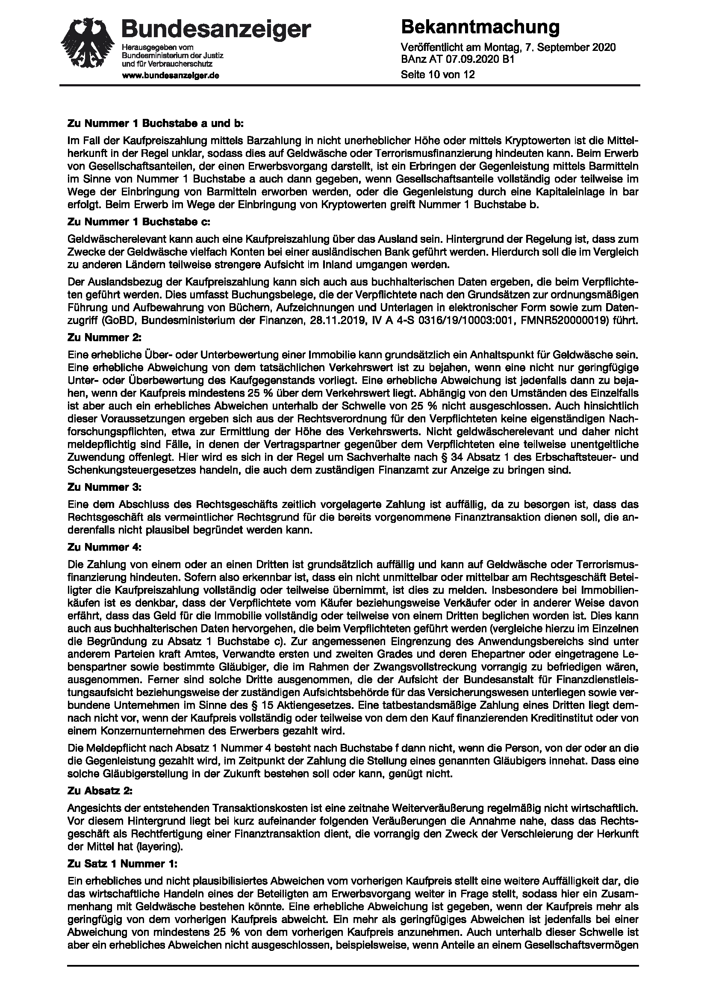 Bundesanzeiger
Herausgegeben vom
Bundesministerium der Justiz
und für Verbraucherschutz
www.bundesanzeiger.de
Bekanntmachung
Veröffentlicht am Montag, 7. September 2020
BAnz AT 07.09.2020 B1
Seite 10 von 12
Zu Nummer 1 Buchstabe a und b:
Im Fall der Kaufpreiszahlung mittels Barzahlung in nicht unerheblicher Höhe oder mittels Kryptowerten ist die Mittel-
herkunft in der Regel unklar, sodass dies auf Geldwäsche oder Terrorismusfinanzierung hindeuten kann. Beim Erwerb
von Gesellschaftsanteilen, der einen Erwerbsvorgang darstellt, ist ein Erbringen der Gegenleistung mittels Barmitteln
im Sinne von Nummer 1 Buchstabe a auch dann gegeben, wenn Gesellschaftsanteile vollständig oder teilweise im
Wege der Einbringung von Barmitteln erworben werden, oder die Gegenleistung durch eine Kapitaleinlage in bar
erfolgt. Beim Erwerb im Wege der Einbringung von Kryptowerten greift Nummer 1 Buchstabe b.
Zu Nummer 1 Buchstabe c:
Geldwäscherelevant kann auch eine Kaufpreiszahlung über das Ausland sein. Hintergrund der Regelung ist, dass zum
Zwecke der Geldwäsche vielfach Konten bei einer ausländischen Bank geführt werden. Hierdurch soll die im Vergleich
zu anderen Ländern teilweise strengere Aufsicht im Inland umgangen werden.
Der Auslandsbezug der Kaufpreiszahlung kann sich auch aus buchhalterischen Daten ergeben, die beim Verpflichte-
ten geführt werden. Dies umfasst Buchungsbelege, die der Verpflichtete nach den Grundsätzen zur ordnungsmäßigen
Führung und Aufbewahrung von Büchern, Aufzeichnungen und Unterlagen in elektronischer Form sowie zum Daten-
zugriff (GoBD, Bundesministerium der Finanzen, 28.11.2019, IV A 4-S 0316/19/10003:001, FMNR520000019) führt.
Zu Nummer 2:
Eine erhebliche Über- oder Unterbewertung einer Immobilie kann grundsätzlich ein Anhaltspunkt für Geldwäsche sein.
Eine erhebliche Abweichung von dem tatsächlichen Verkehrswert ist zu bejahen, wenn eine nicht nur geringfügige
Unter- oder Überbewertung des Kaufgegenstands vorliegt. Eine erhebliche Abweichung ist jedenfalls dann zu beja-
hen, wenn der Kaufpreis mindestens 25 % über dem Verkehrswert liegt. Abhängig von den Umständen des Einzelfalls
ist aber auch ein erhebliches Abweichen unterhalb der Schwelle von 25 % nicht ausgeschlossen. Auch hinsichtlich
dieser Voraussetzungen ergeben sich aus der Rechtsverordnung für den Verpflichteten keine eigenständigen Nach-
forschungspflichten, etwa zur Ermittlung der Höhe des Verkehrswerts. Nicht geldwäscherelevant und daher nicht
meldepflichtig sind Fälle, in denen der Vertragspartner gegenüber dem Verpflichteten eine teilweise unentgeltliche
Zuwendung offenlegt. Hier wird es sich in der Regel um Sachverhalte nach § 34 Absatz 1 des Erbschaftsteuer- und
Schenkungsteuergesetzes handeln, die auch dem zuständigen Finanzamt zur Anzeige zu bringen sind.
Zu Nummer 3:
Eine dem Abschluss des Rechtsgeschäfts zeitlich vorgelagerte Zahlung ist auffällig, da zu besorgen ist, dass das
Rechtsgeschäft als vermeintlicher Rechtsgrund für die bereits vorgenommene Finanztransaktion dienen soll, die an-
derenfalls nicht plausibel begründet werden kann.
Zu Nummer 4:
Die Zahlung von einem oder an einen Dritten ist grundsätzlich auffällig und kann auf Geldwäsche oder Terrorismus-
finanzierung hindeuten. Sofern also erkennbar ist, dass ein nicht unmittelbar oder mittelbar am Rechtsgeschäft Betei-
ligter die Kaufpreiszahlung vollständig oder teilweise übernimmt, ist dies zu melden. Insbesondere bei Immobilien-
käufen ist es denkbar, dass der Verpflichtete vom Käufer beziehungsweise Verkäufer oder in anderer Weise davon
erfährt, dass das Geld für die Immobilie vollständig oder teilweise von einem Dritten beglichen worden ist. Dies kann
auch aus buchhalterischen Daten hervorgehen, die beim Verpflichteten geführt werden (vergleiche hierzu im Einzelnen
die Begründung zu Absatz 1 Buchstabe c). Zur angemessenen Eingrenzung des Anwendungsbereichs sind unter
anderem Parteien kraft Amtes, Verwandte ersten und zweiten Grades und deren Ehepartner oder eingetragene Le-
benspartner sowie bestimmte Gläubiger, die im Rahmen der Zwangsvollstreckung vorrangig zu befriedigen wären,
ausgenommen. Ferner sind solche Dritte ausgenommen, die der Aufsicht der Bundesanstalt für Finanzdienstleis-
tungsaufsicht beziehungsweise der zuständigen Aufsichtsbehörde für das Versicherungswesen unterliegen sowie ver-
bundene Unternehmen im Sinne des § 15 Aktiengesetzes. Eine tatbestandsmäßige Zahlung eines Dritten liegt dem-
nach nicht vor, wenn der Kaufpreis vollständig oder teilweise von dem den Kauf finanzierenden Kreditinstitut oder von
einem Konzernunternehmen des Erwerbers gezahlt wird.
Die Meldepflicht nach Absatz 1 Nummer 4 besteht nach Buchstabe f dann nicht, wenn die Person, von der oder an die
die Gegenleistung gezahlt wird, im Zeitpunkt der Zahlung die Stellung eines genannten Gläubigers innehat. Dass eine
solche Gläubigerstellung in der Zukunft bestehen soll oder kann, genügt nicht.
Zu Absatz 2:
Angesichts der entstehenden Transaktionskosten ist eine zeitnahe Weiterveräußerung regelmäßig nicht wirtschaftlich.
Vor diesem Hintergrund liegt bei kurz aufeinander folgenden Veräußerungen die Annahme nahe, dass das Rechts-
geschäft als Rechtfertigung einer Finanztransaktion dient, die vorrangig den Zweck der Verschleierung der Herkunft
der Mittel hat (layering).
Zu Satz 1 Nummer 1:
Ein erhebliches und nicht plausibilisiertes Abweichen vom vorherigen Kaufpreis stellt eine weitere Auffälligkeit dar, die
das wirtschaftliche Handeln eines der Beteiligten am Erwerbsvorgang weiter in Frage stellt, sodass hier ein Zusam-
menhang mit Geldwäsche bestehen könnte. Eine erhebliche Abweichung ist gegeben, wenn der Kaufpreis mehr als
geringfügig von dem vorherigen Kaufpreis abweicht. Ein mehr als geringfügiges Abweichen ist jedenfalls bei einer
Abweichung von mindestens 25 % von dem vorherigen Kaufpreis anzunehmen. Auch unterhalb dieser Schwelle ist
aber ein erhebliches Abweichen nicht ausgeschlossen, beispielsweise, wenn Anteile an einem Gesellschaftsvermögen